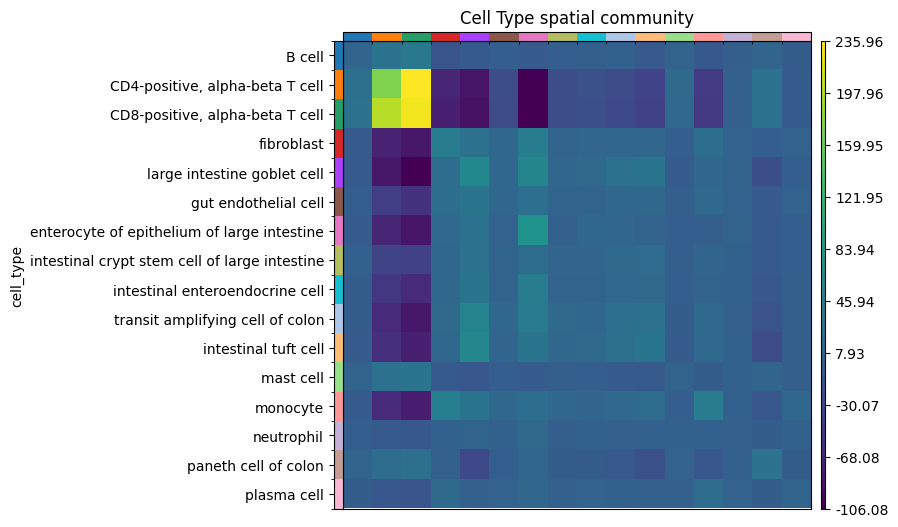 Cell Type spatial community
cell_type
B cell
CD4-positive, alpha-beta T cell
CD8-positive, alpha-beta T cell
fibroblast
large intestine goblet cell
gut endothelial cell
enterocyte of epithelium of large intestine
intestinal crypt stem cell of large intestine
intestinal enteroendocrine cell
transit amplifying cell of colon
intestinal tuft cell
mast cell
monocyte
neutrophil
paneth cell of colon
plasma cell
235.96
197.96
159.95
121.95
83.94
45.94
7.93
-30.07
-68.08
-106.08